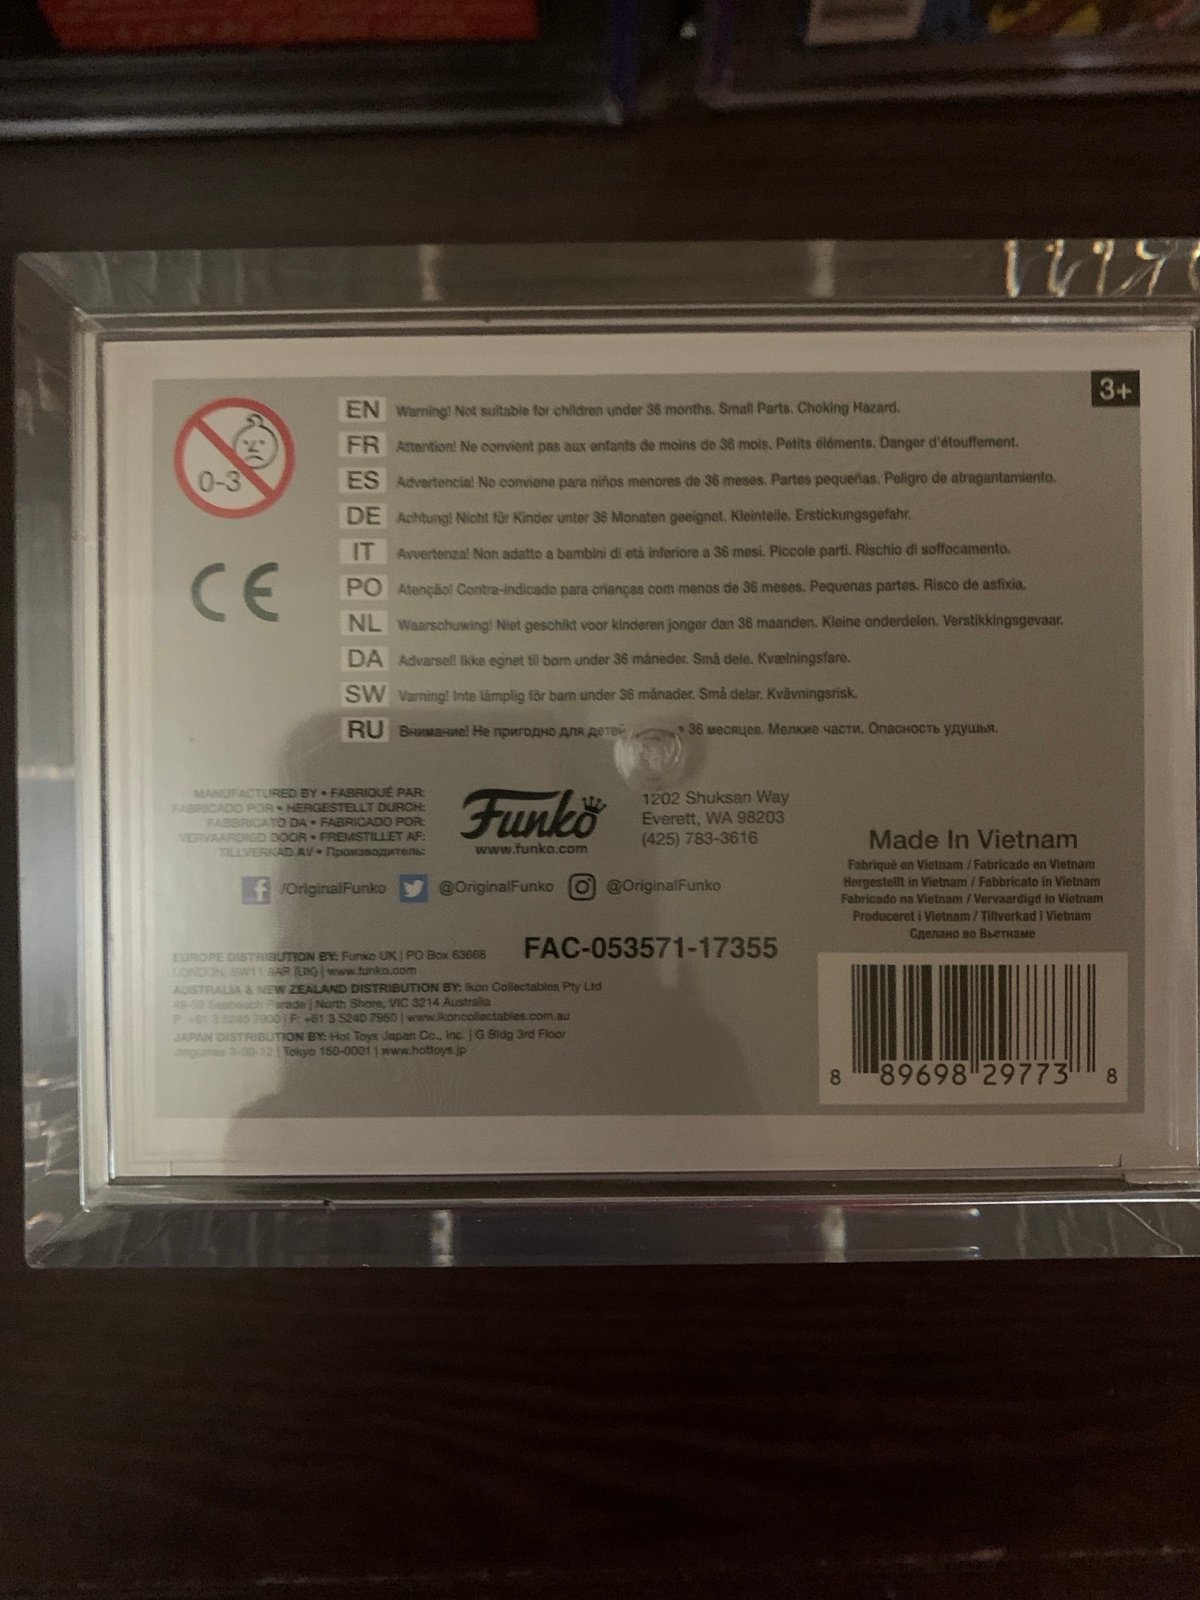 3+
0-3
EN Warning! Not suitable for children under 36 months. Small Parts. Choking Hazard.
FR Attention! Ne convient pas aux enfants de moins de 36 mois. Petits éléments. Danger d'étouffement.
ES Advertencia! No conviene para niños menores de 36 meses. Partes pequeñas. Peligro de atragantamiento.
DE Achtung! Nicht für Kinder unter 36 Monaten geeignet. Kleinteile. Erstickungsgefahr.
CE
IT Avvertenza! Non adatto a bambini di età inferiore a 36 mesi. Piccole parti. Rischio di soffocamento.
PO Atenção! Contra-indicado para crianças com menos de 36 meses. Pequenas partes. Risco de asfixia.
NL Waarschuwing! Niet geschikt voor kinderen jonger dan 36 maanden. Kleine onderdelen. Verstikkingsgevaar.
DA Advarsel! Ikke egnet til børn under 36 måneder. Små dele. Kvælningsfare.
SW Varning! Inte lämplig för barn under 36 månader. Små delar. Kvävningsrisk.
RU Внимание! Не пригодно для детей 36 месяцев. Мелкие части. Опасность удушья.
MANUFACTURED BY • FABRIQUÉ PAR:
FABRICADO POR • HERGESTELLT DURCH:
FABBRICATO DA • FABRICADO POR:
VERVAARDIGD DOOR • FREMSTILLET AF:
TILLVERKAD AV • Производитель:
Funko
www.funko.com
1202 Shuksan Way
Everett, WA 98203
(425) 783-3616
/OriginalFunko @OriginalFunko @OriginalFunko
Made In Vietnam
Fabriqué en Vietnam / Fabricado en Vietnam
Hergestellt in Vietnam / Fabbricato in Vietnam
Fabricado na Vietnam / Vervaardigd in Vietnam
Produceret i Vietnam / Tillverkad i Vietnam
Сделано во Вьетнаме
FAC-053571-17355
EUROPE DISTRIBUTION BY: Funko UK | PO Box 63668
LONDON, SW11 (UK) | www.funko.com
AUSTRALIA & NEW ZEALAND DISTRIBUTION BY: Ikon Collectables Pty Ltd
Parade | North Shore, VIC 3214 Australia
P: +61 3 5240 7900 | F: +61 3 5240 7950 | www.ikoncollectables.com.au
JAPAN DISTRIBUTION BY: Hot Toys Japan Co., Inc. | G Bldg 3rd Floor
Tokyo 150-0001 | www.hottoys.jp
8 89698 29773 8